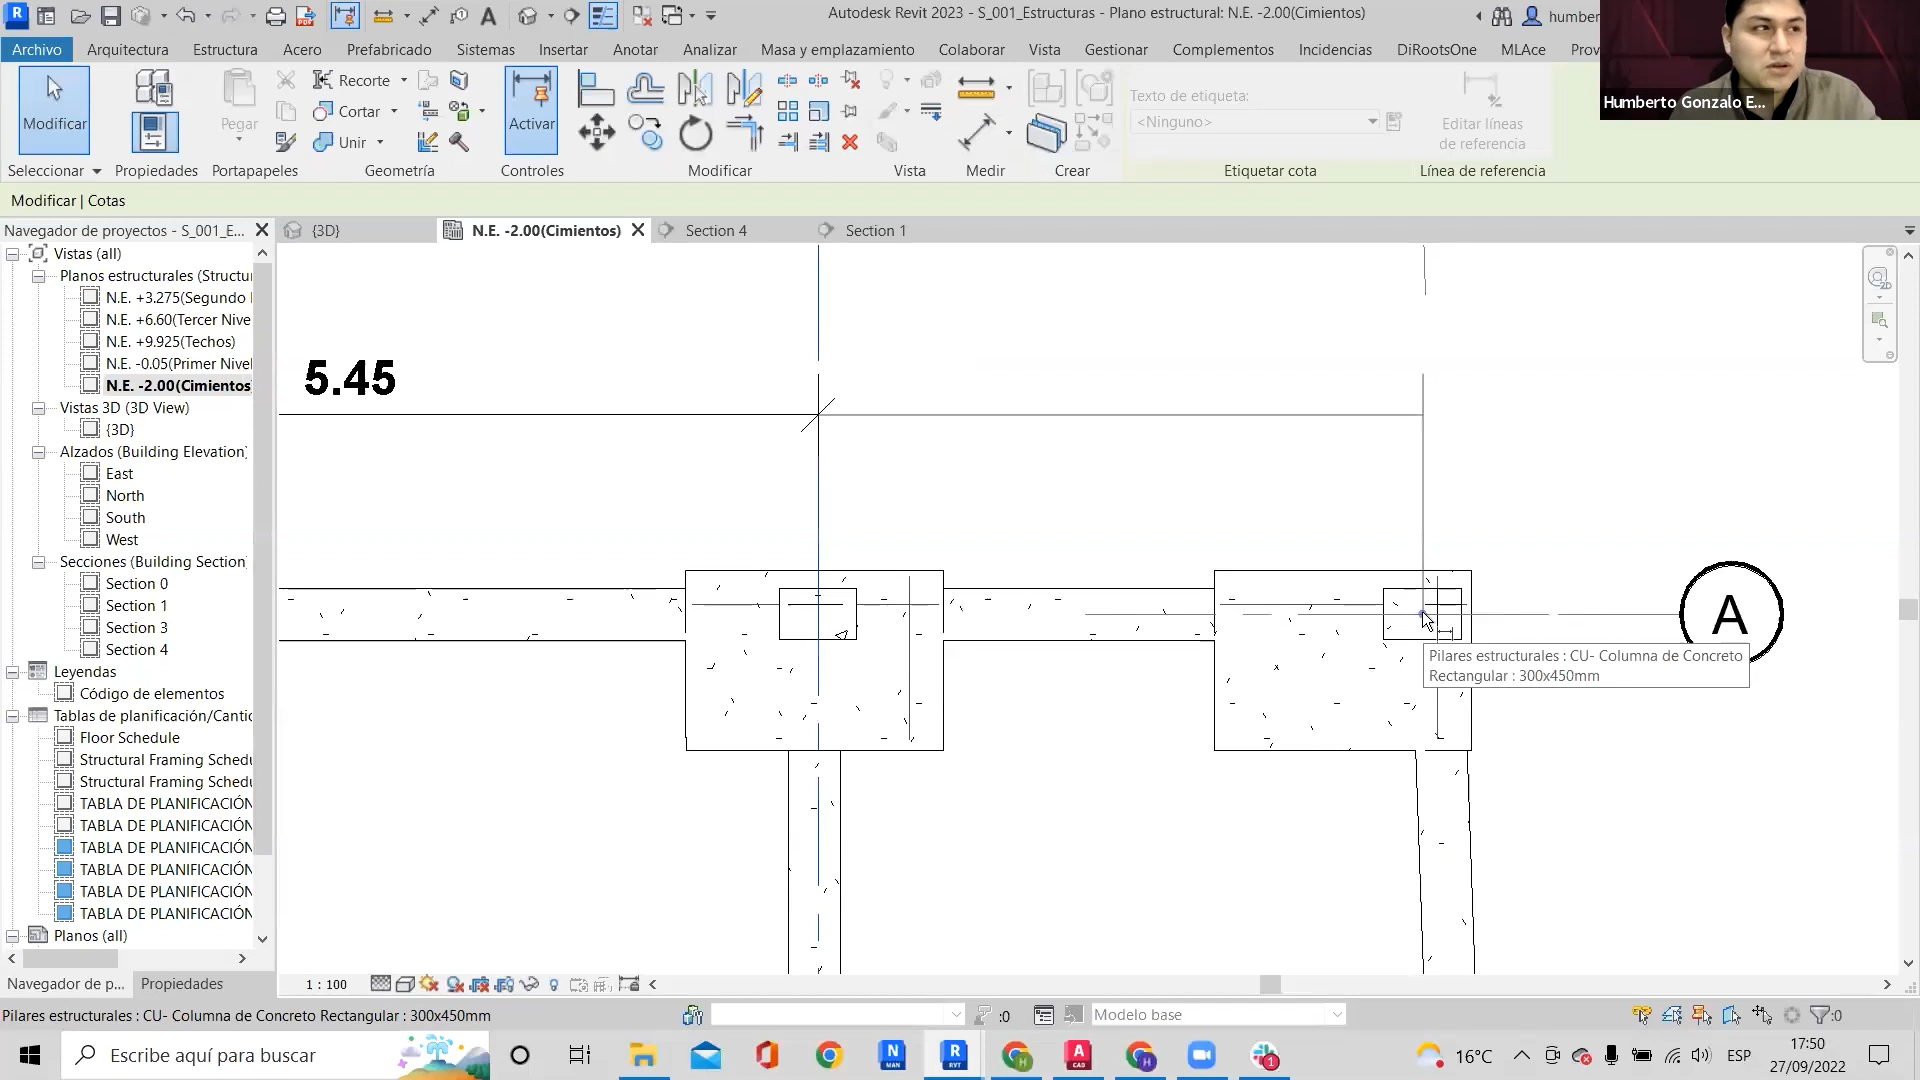 Autodesk Revit 2023 - S_001_Estructuras - Plano estructural: N.E. -2.00(Cimientos)
humber
Archivo
Arquitectura
Estructura
Acero
Prefabricado
Sistemas
Insertar
Anotar
Analizar
Masa y emplazamiento
Colaborar
Vista
Gestionar
Complementos
Incidencias
DiRootsOne
MLAce
Prov
Humberto Gonzalo E...
Modificar
Pegar
Recorte
Cortar
Unir
Activar
Texto de etiqueta:
<Ninguno>
Editar líneas
de referencia
Seleccionar
Propiedades
Portapapeles
Geometría
Controles
Modificar
Vista
Medir
Crear
Etiquetar cota
Línea de referencia
Modificar | Cotas
Navegador de proyectos - S_001_E...
{3D}
N.E. -2.00(Cimientos)
Section 4
Section 1
Vistas (all)
Planos estructurales (Structu
N.E. +3.275(Segundo
N.E. +6.60(Tercer Nive
N.E. +9.925(Techos)
N.E. -0.05(Primer Nivel
N.E. -2.00(Cimientos
Vistas 3D (3D View)
{3D}
Alzados (Building Elevation)
East
North
South
West
Secciones (Building Section)
Section 0
Section 1
Section 3
Section 4
Leyendas
Código de elementos
Tablas de planificación/Cantic
Floor Schedule
Structural Framing Schedu
Structural Framing Schedu
TABLA DE PLANIFICACIÓN
TABLA DE PLANIFICACIÓN
TABLA DE PLANIFICACIÓN
TABLA DE PLANIFICACIÓN
TABLA DE PLANIFICACIÓN
TABLA DE PLANIFICACIÓN
Planos (all)
Navegador de p...
Propiedades
5.45
A
Pilares estructurales : CU- Columna de Concreto
Rectangular : 300x450mm
1 : 100
Pilares estructurales : CU- Columna de Concreto Rectangular : 300x450mm
:0
Modelo base
:0
Escribe aquí para buscar
16°C
ESP
17:50
27/09/2022